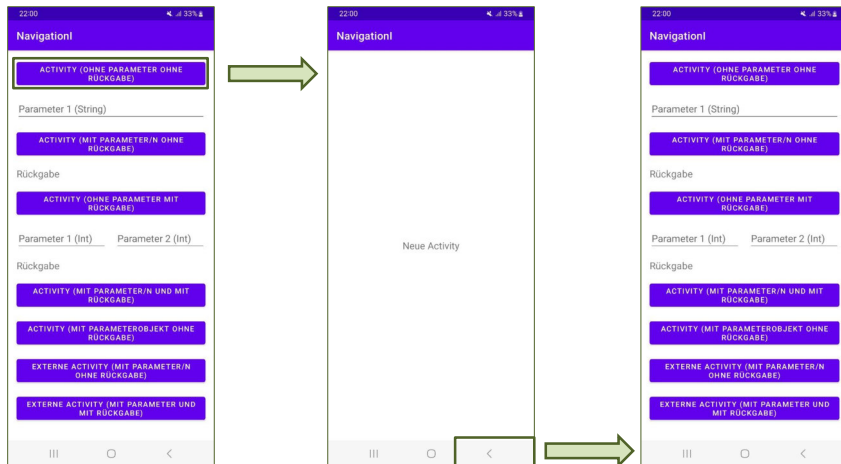 22:00 33%
NavigationI
ACTIVITY (OHNE PARAMETER OHNE
RÜCKGABE)
Parameter 1 (String)
ACTIVITY (MIT PARAMETER/N OHNE
RÜCKGABE)
Rückgabe
ACTIVITY (OHNE PARAMETER MIT
RÜCKGABE)
Parameter 1 (Int) Parameter 2 (Int)
Rückgabe
ACTIVITY (MIT PARAMETER/N UND MIT
RÜCKGABE)
ACTIVITY (MIT PARAMETEROBJEKT OHNE
RÜCKGABE)
EXTERNE ACTIVITY (MIT PARAMETER/N
OHNE RÜCKGABE)
EXTERNE ACTIVITY (MIT PARAMETER UND
MIT RÜCKGABE)
22:00 33%
NavigationI
Neue Activity
22:00 33%
NavigationI
ACTIVITY (OHNE PARAMETER OHNE
RÜCKGABE)
Parameter 1 (String)
ACTIVITY (MIT PARAMETER/N OHNE
RÜCKGABE)
Rückgabe
ACTIVITY (OHNE PARAMETER MIT
RÜCKGABE)
Parameter 1 (Int) Parameter 2 (Int)
Rückgabe
ACTIVITY (MIT PARAMETER/N UND MIT
RÜCKGABE)
ACTIVITY (MIT PARAMETEROBJEKT OHNE
RÜCKGABE)
EXTERNE ACTIVITY (MIT PARAMETER/N
OHNE RÜCKGABE)
EXTERNE ACTIVITY (MIT PARAMETER UND
MIT RÜCKGABE)